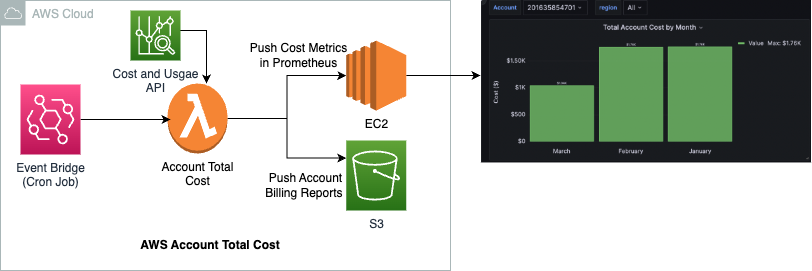 AWS Cloud
Cost and Usgae
API
Event Bridge
(Cron Job)
Account Total
Cost
Push Cost Metrics
in Prometheus
EC2
Push Account
Billing Reports
S3
AWS Account Total Cost
Account 201635854701 region All
Total Account Cost by Month
Value Max: $1.76K
Cost ($)
$1.50K
$1K
$500
$0
March February January